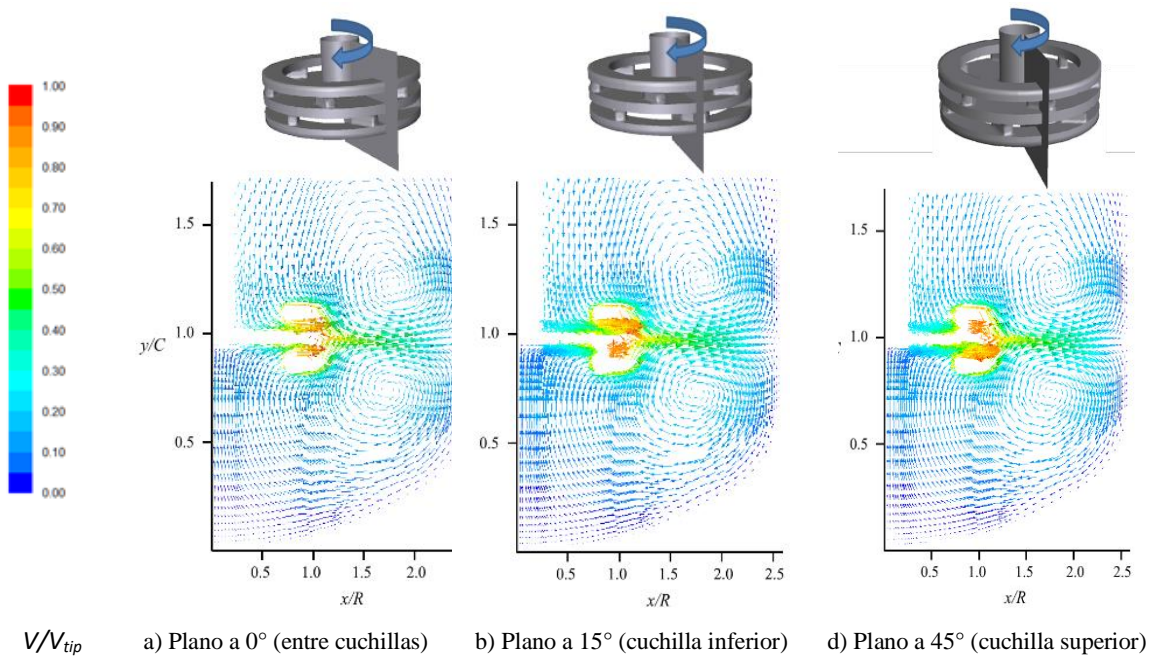 1.00
0.90
0.80
0.70
0.60
0.50
0.40
0.30
0.20
0.10
0.00
V/Vtip
1.5
1.0
y/C
0.5
0.5 1.0 1.5 2.0
x/R
a) Plano a 0° (entre cuchillas)
1.5
1.0
0.5
0.5 1.0 1.5 2.0 2.5
x/R
b) Plano a 15° (cuchilla inferior)
1.5
1.0
0.5
0.5 1.0 1.5 2.0 2.5
x/R
d) Plano a 45° (cuchilla superior)